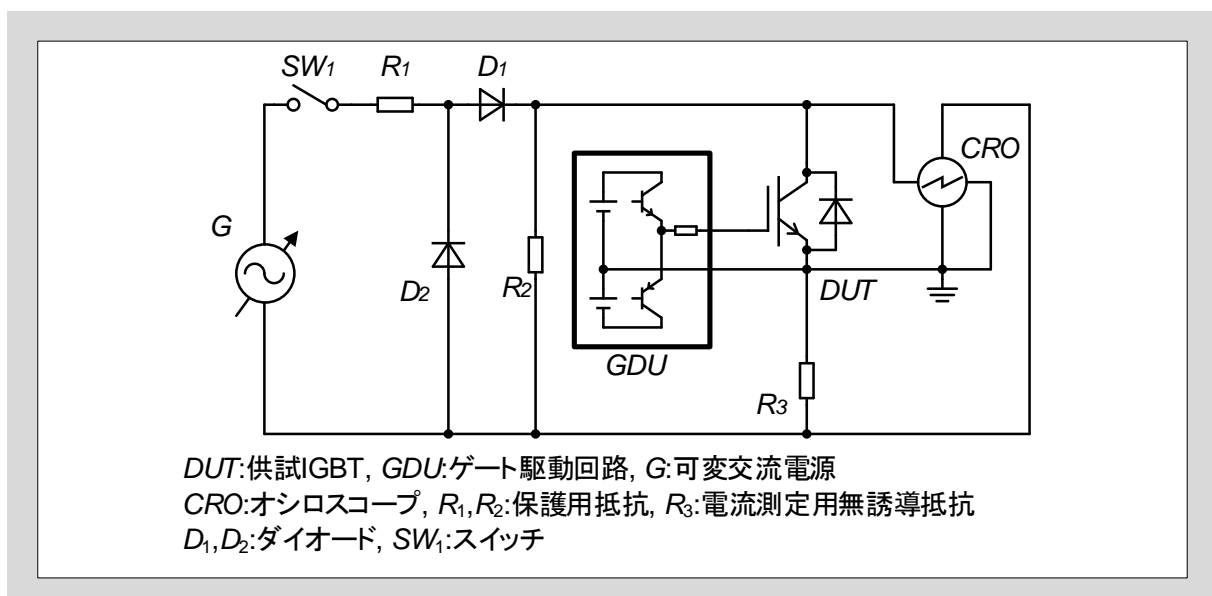 SW₁
R₁
D₁
CRO
G
D₂
R₂
DUT
GDU
R₃
DUT:供試IGBT, GDU:ゲート駆動回路, G:可変交流電源
CRO:オシロスコープ, R₁,R₂:保護用抵抗, R₃:電流測定用無誘導抵抗
D₁,D₂:ダイオード, SW₁:スイッチ